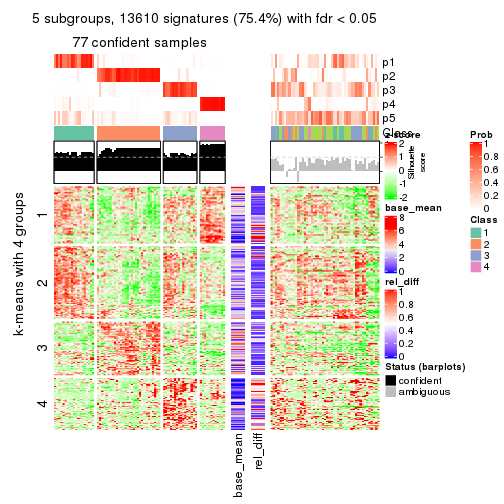 5 subgroups, 13610 signatures (75.4%) with fdr < 0.05
77 confident samples
p1
p2
p3
p4
p5
Class
z-score
2
1
0
-1
-2
Silhouette score
Prob
1
0.8
0.6
0.4
0.2
0
base_mean
8
6
4
2
0
Class
1
2
3
4
rel_diff
1
0.8
0.6
0.4
0.2
0
Status (barplots)
confident
ambiguous
k-means with 4 groups
1
2
3
4
base_mean
rel_diff